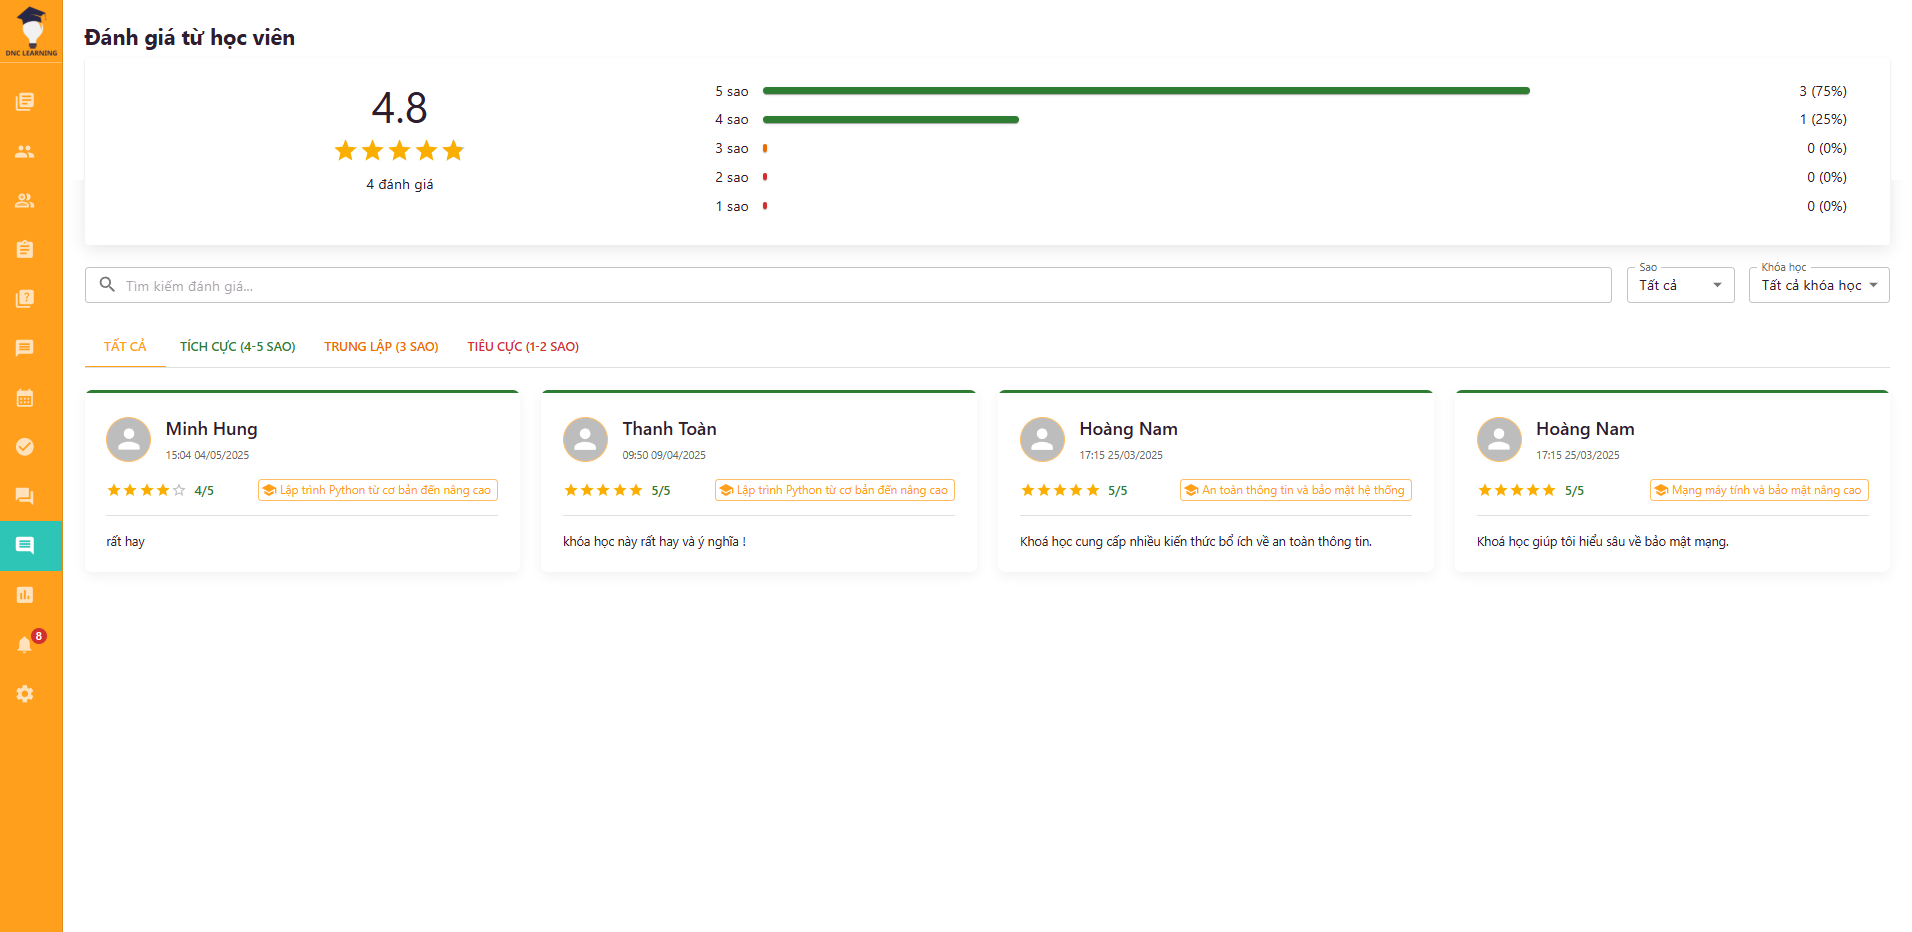 DNC LEARNING
Đánh giá từ học viên
4.8
4 đánh giá
5 sao 3 (75%)
4 sao 1 (25%)
3 sao 0 (0%)
2 sao 0 (0%)
1 sao 0 (0%)
Tìm kiếm đánh giá...
Sao
Tất cả
Khóa học
Tất cả khóa học
TẤT CẢ TÍCH CỰC (4-5 SAO) TRUNG LẬP (3 SAO) TIÊU CỰC (1-2 SAO)
Minh Hung
15:04 04/05/2025
4/5 Lập trình Python từ cơ bản đến nâng cao
rất hay
Thanh Toàn
09:50 09/04/2025
5/5 Lập trình Python từ cơ bản đến nâng cao
khóa học này rất hay và ý nghĩa !
Hoàng Nam
17:15 25/03/2025
5/5 An toàn thông tin và bảo mật hệ thống
Khoá học cung cấp nhiều kiến thức bổ ích về an toàn thông tin.
Hoàng Nam
17:15 25/03/2025
5/5 Mạng máy tính và bảo mật nâng cao
Khoá học giúp tôi hiểu sâu về bảo mật mạng.
8